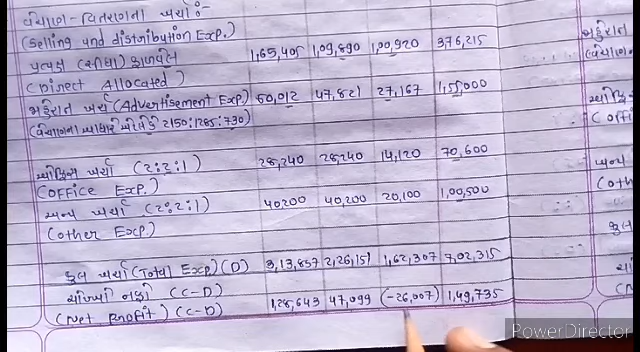 વેચાણ-વિતરણના ખર્ચા :-
(Selling and distribution Exp.)
પ્રત્યક્ષ (સીધા) ફાળવેલ 1,65,405 1,09,890 1,00,920 3,76,215
(Direct Allocated)
જાહેરાત ખર્ચ (Advertisement Exp) 80,012 47,821 27,167 1,55,000
(વેચાણના આધારે 2150:1285:730)
ઓફિસ ખર્ચા (2:2:1) 28,240 28,240 14,120 70,600
(Office Exp.)
અન્ય ખર્ચા (2:2:1) 40200 40,200 20,100 1,00,500
(other Exp.)
કુલ ખર્ચા (Total Exp) (D) 3,13,857 2,26,151 1,62,307 7,02,315
ચોખ્ખો નફો (C-D) 1,28,643 47,099 (-26,007) 1,49,735
(Net Profit) (C-D)
જાહેરાત
(વેચાણ
(offi
અન્ય
(oth
કુલ
PowerDirector